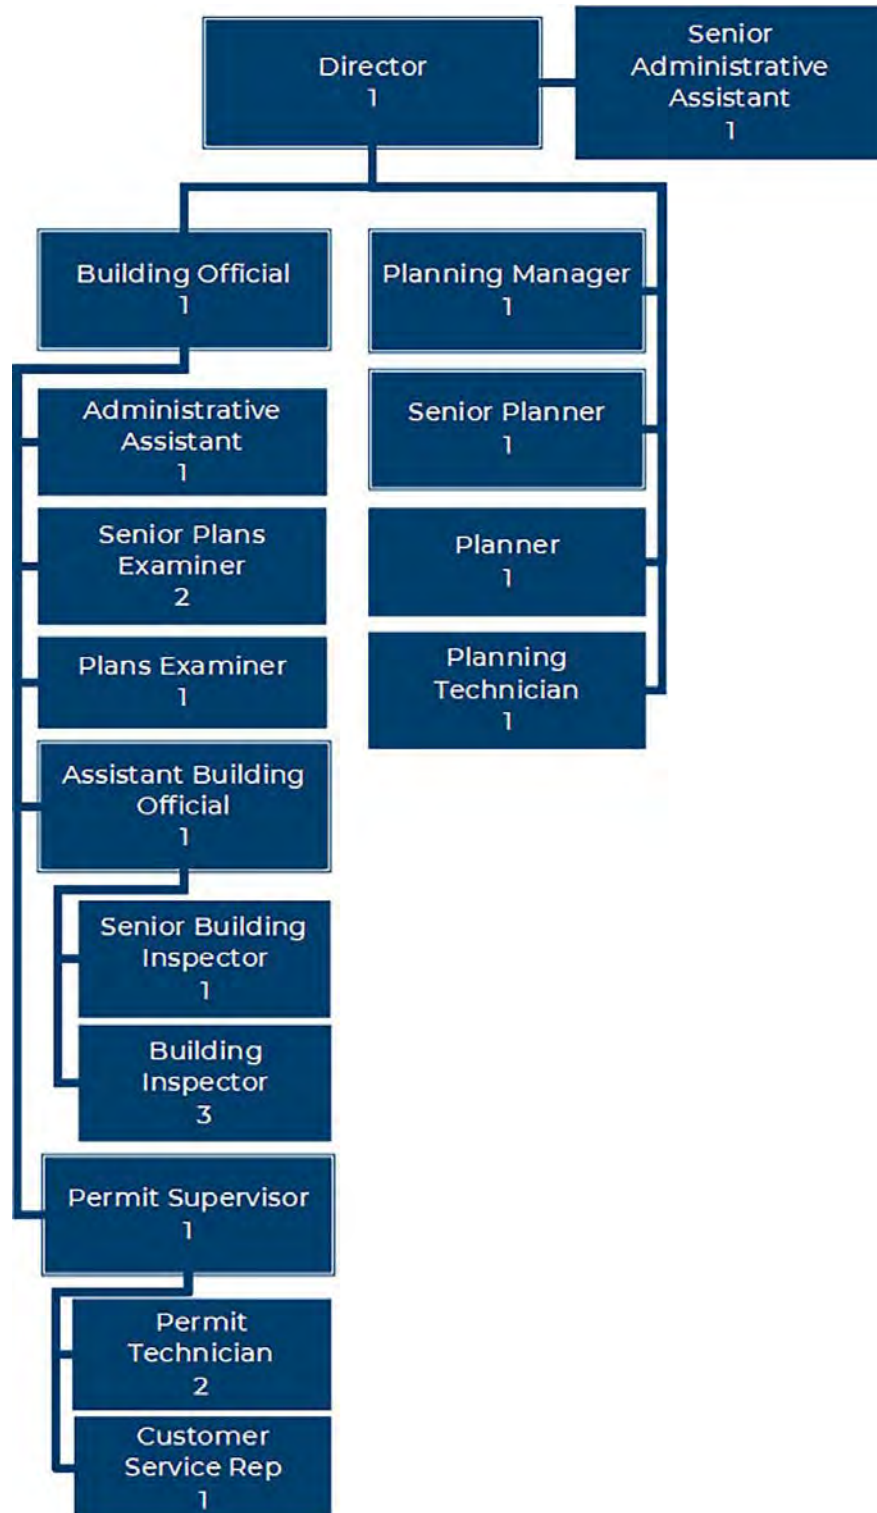 Director
1
Senior
Administrative
Assistant
1
Building Official
1
Planning Manager
1
Administrative
Assistant
1
Senior Planner
1
Senior Plans
Examiner
2
Planner
1
Plans Examiner
1
Planning
Technician
1
Assistant Building
Official
1
Senior Building
Inspector
1
Building
Inspector
3
Permit Supervisor
1
Permit
Technician
2
Customer
Service Rep
1